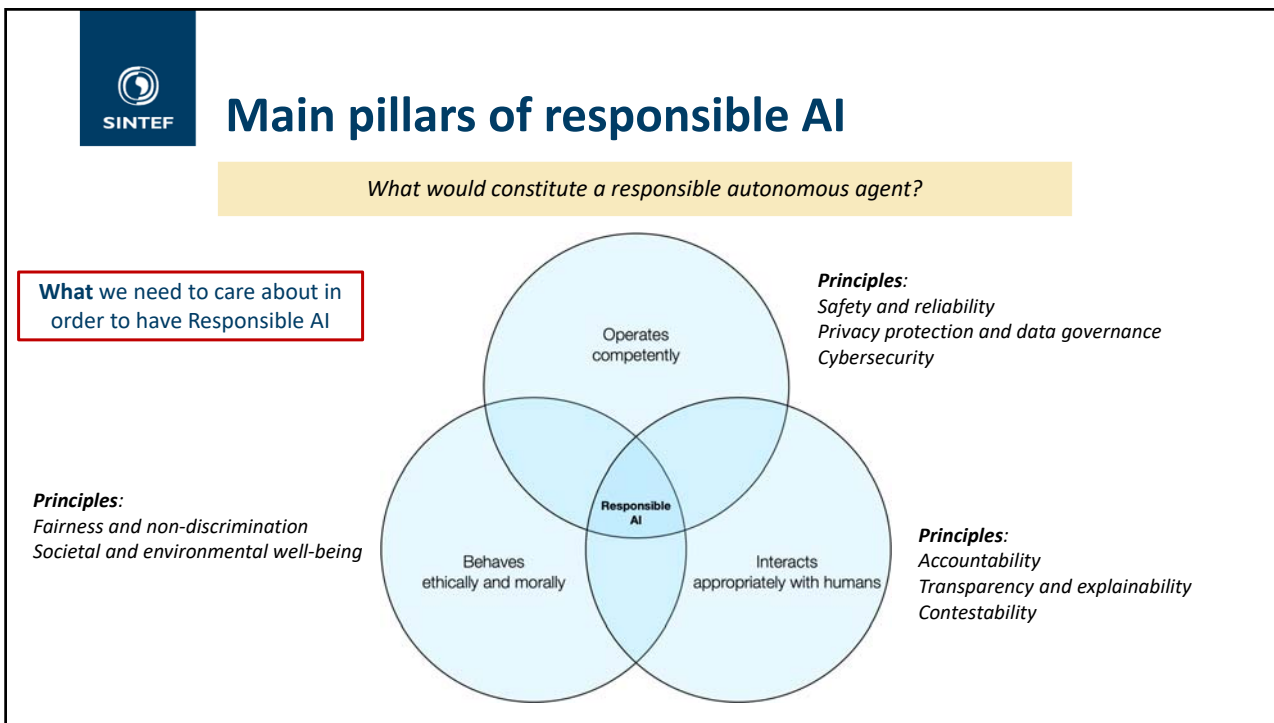 SINTEF
Main pillars of responsible AI
What would constitute a responsible autonomous agent?
What we need to care about in
order to have Responsible AI
Operates
competently
Principles:
Safety and reliability
Privacy protection and data governance
Cybersecurity
Principles:
Fairness and non-discrimination
Societal and environmental well-being
Behaves
ethically and morally
Responsible
AI
Interacts
appropriately with humans
Principles:
Accountability
Transparency and explainability
Contestability